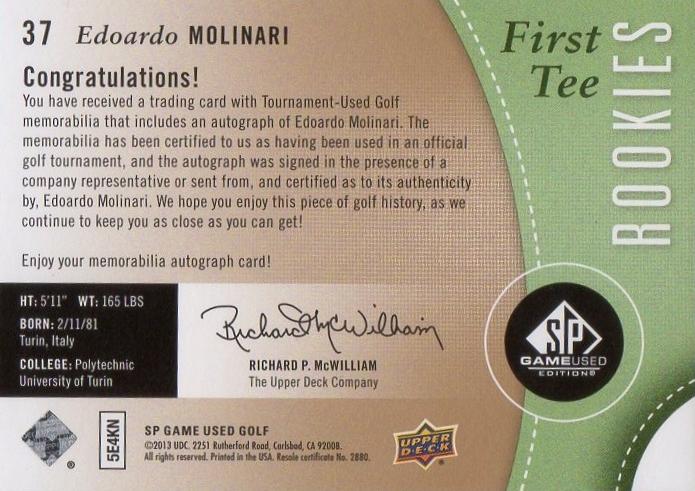 37 Edoardo MOLINARI
First
Tee
ROOKIES
Congratulations!
You have received a trading card with Tournament-Used Golf
memorabilia that includes an autograph of Edoardo Molinari. The
memorabilia has been certified to us as having been used in an official
golf tournament, and the autograph was signed in the presence of a
company representative or sent from, and certified as to its authenticity
by, Edoardo Molinari. We hope you enjoy this piece of golf history, as we
continue to keep you as close as you can get!
Enjoy your memorabilia autograph card!
HT: 5'11" WT: 165 LBS
BORN: 2/11/81
Turin, Italy
COLLEGE: Polytechnic
University of Turin
Richard P. McWilliam
RICHARD P. McWILLIAM
The Upper Deck Company
SP
GAMEUSED
EDITION®
®
5E4KN
SP GAME USED GOLF
©2013 UDC. 2251 Rutherford Road, Carlsbad, CA 92008.
All rights reserved. Printed in the USA. Resale certificate No. 2880.
UPPER
D·E·C·K